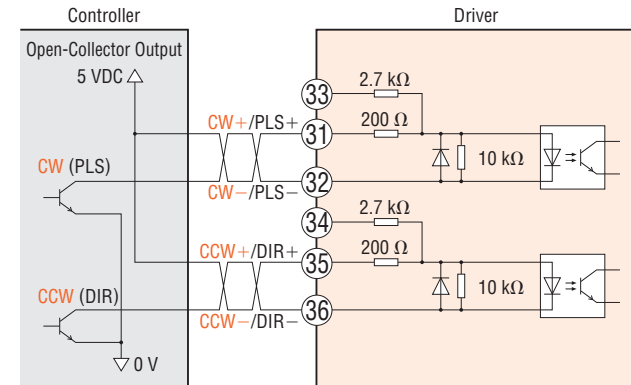 Controller
Driver
Open-Collector Output
5 VDC
33
2.7 kΩ
CW+/PLS+
31
200 Ω
CW (PLS)
10 kΩ
CW−/PLS−
32
34
2.7 kΩ
CCW+/DIR+
35
200 Ω
CCW (DIR)
10 kΩ
CCW−/DIR−
36
0 V